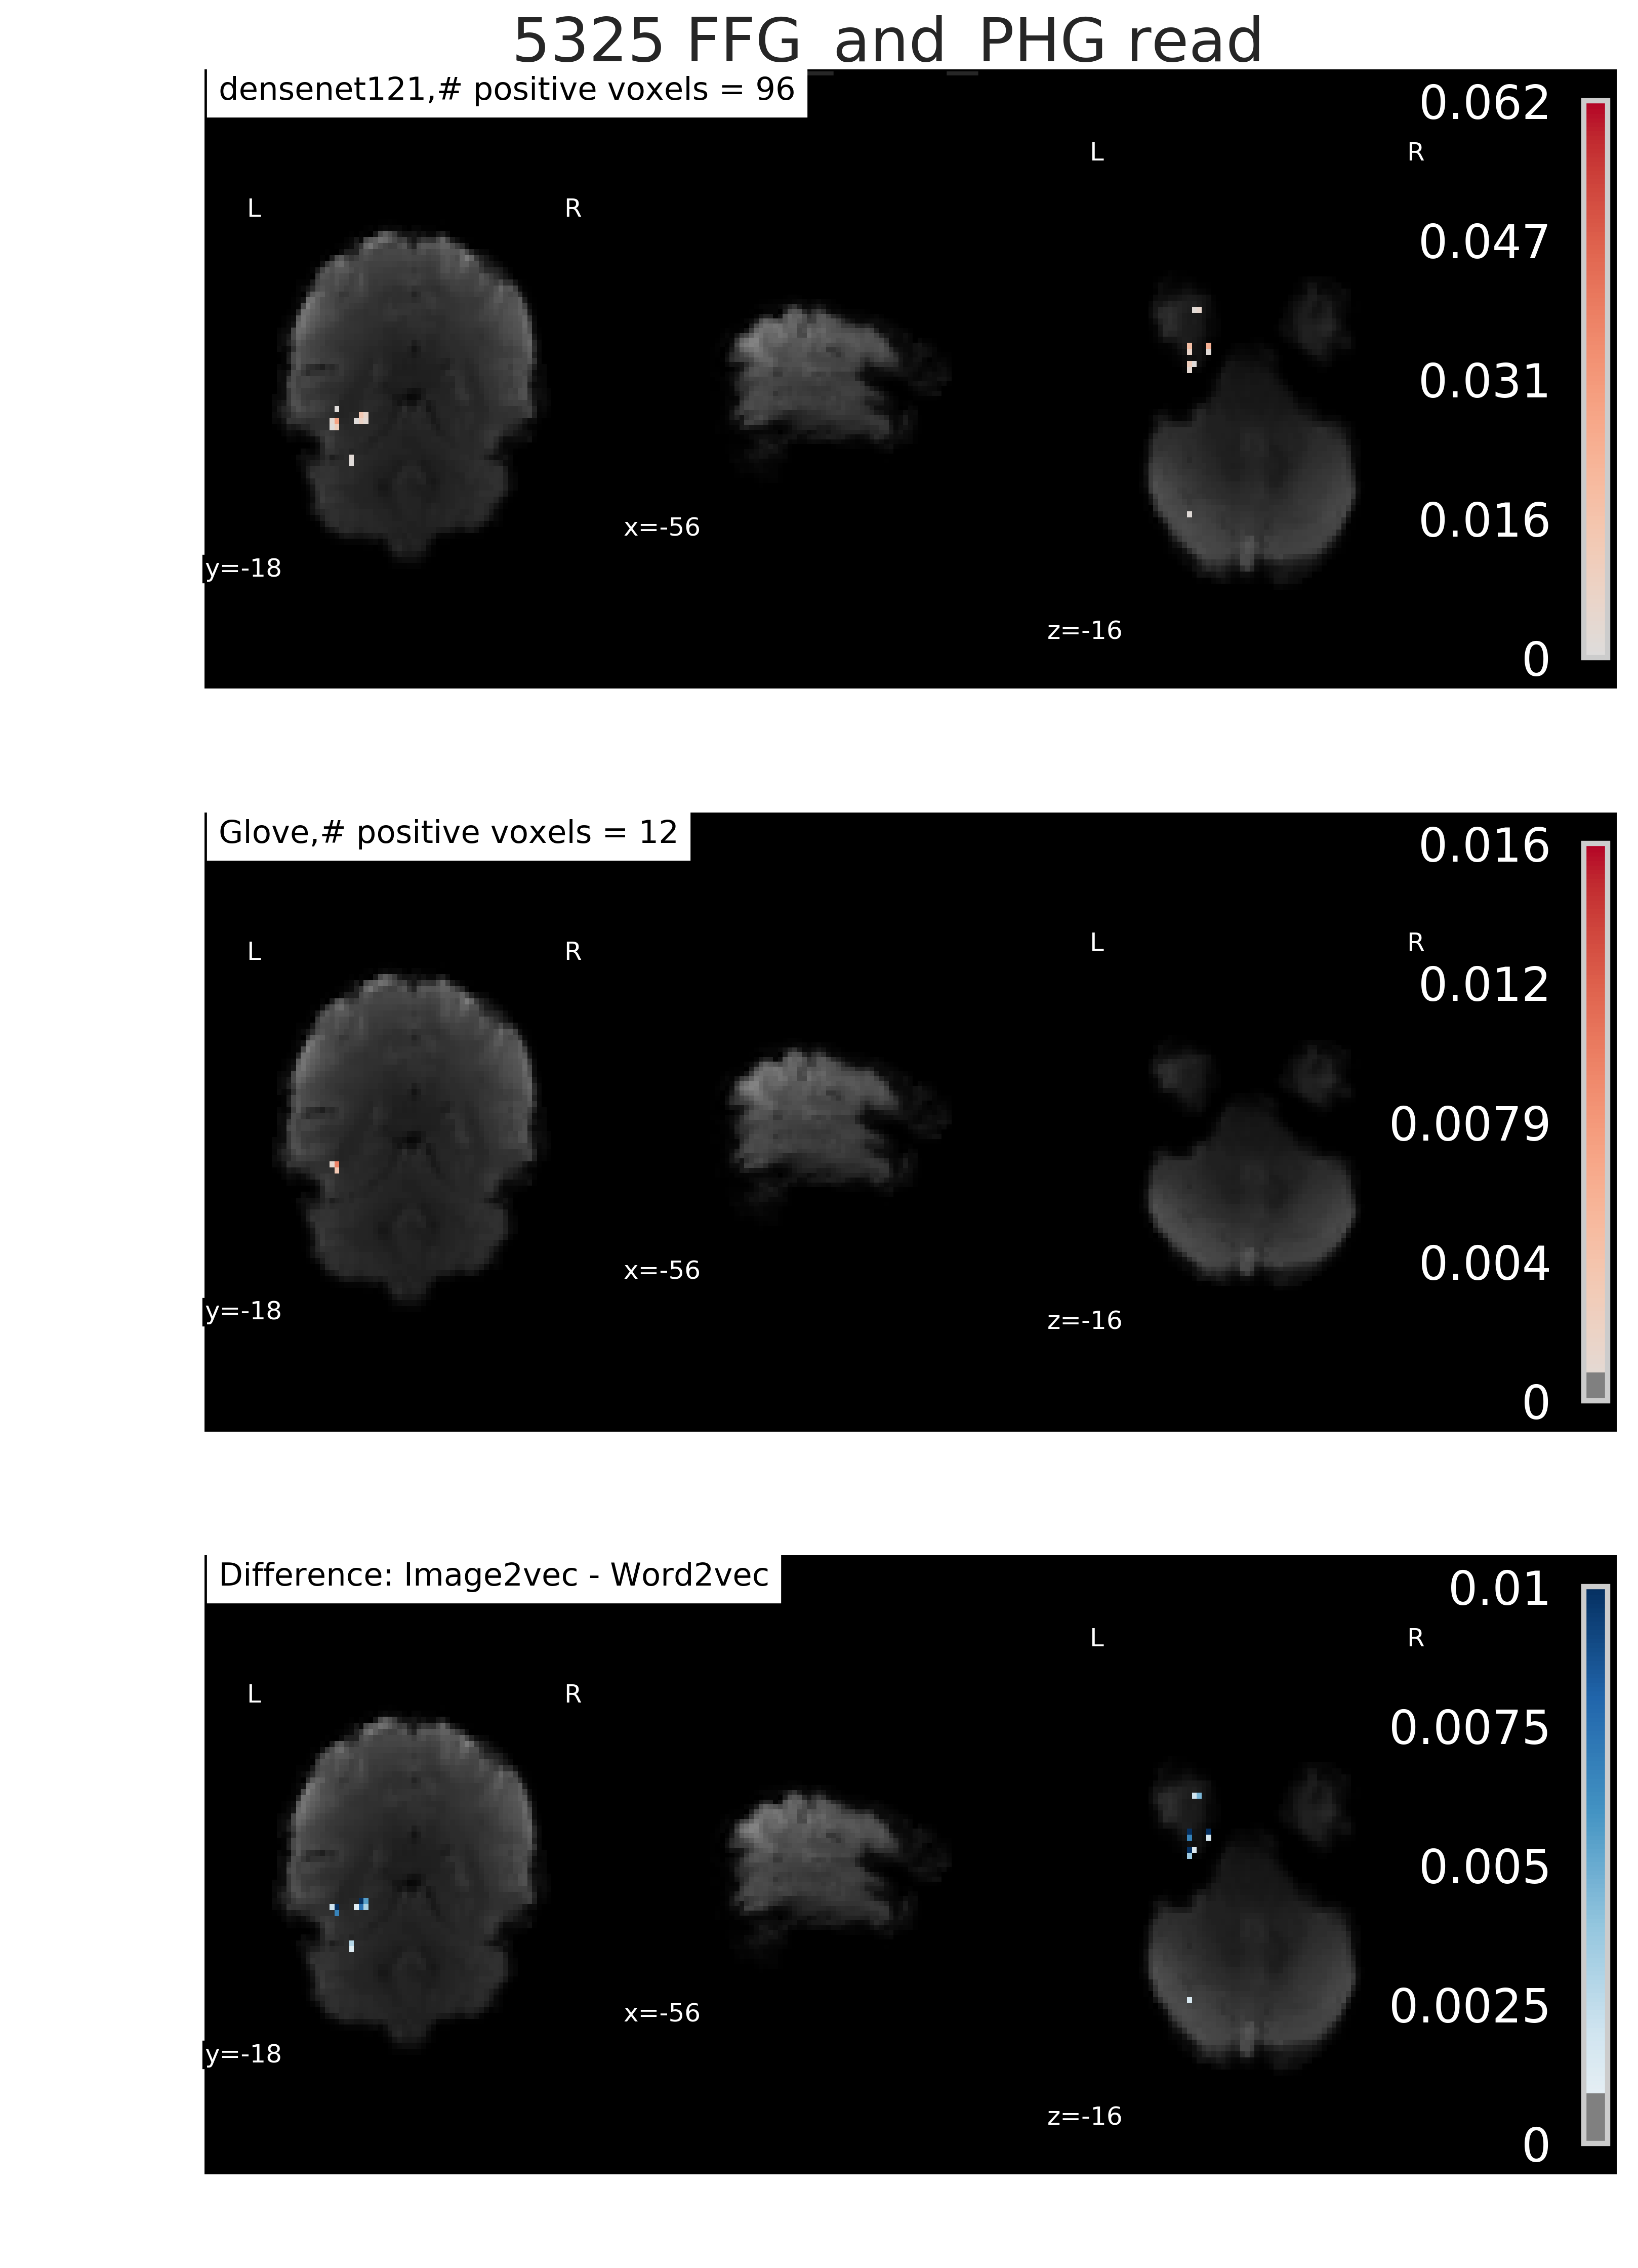 5325 FFG_and_PHG read
densenet121,# positive voxels = 96
0.062
L R
0.047
L R
0.031
0.016
x=-56
y=-18
z=-16
0
Glove,# positive voxels = 12
0.016
L R
L R
0.012
0.0079
0.004
x=-56
y=-18
z=-16
0
Difference: Image2vec - Word2vec
0.01
L R
L R
0.0075
0.005
0.0025
x=-56
y=-18
z=-16
0